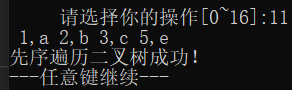 请选择你的操作[0~16]:11
1,a 2,b 3,c 5,e
先序遍历二叉树成功!
---任意键继续---